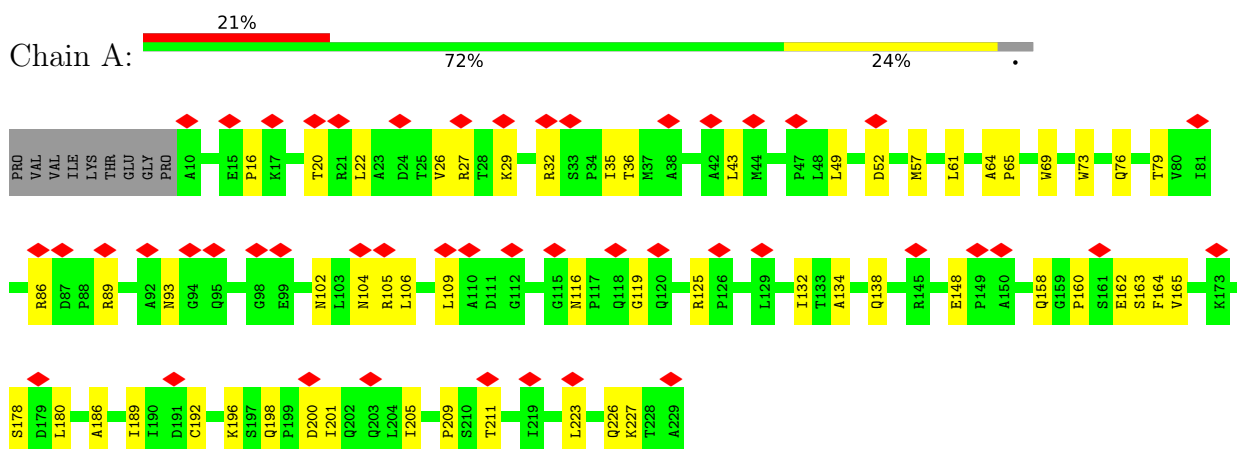 21%
Chain A:
72% 24% •
PRO VAL VAL ILE LYS THR GLU GLY PRO A10 E15 P16 K17 T20 R21 L22 A23 D24 T25 V26 R27 T28 K29 R32 S33 P34 I35 T36 M37 A38 A42 L43 M44 P47 L48 L49 D52 M57 L61 A64 P65 W69 W73 Q76 T79 V80 I81
R86 D87 P88 R89 A92 N93 G94 Q95 G98 E99 N102 L103 N104 R105 L106 L109 A110 D111 G112 G115 N116 P117 Q118 G119 Q120 R125 P126 L129 I132 T133 A134 Q138 R145 E148 P149 A150 Q158 G159 P160 S161 E162 S163 F164 V165 K173
S178 D179 L180 A186 I189 I190 D191 C192 K196 S197 Q198 P199 D200 I201 Q202 Q203 L204 I205 P209 S210 T211 I219 L223 Q226 K227 T228 A229